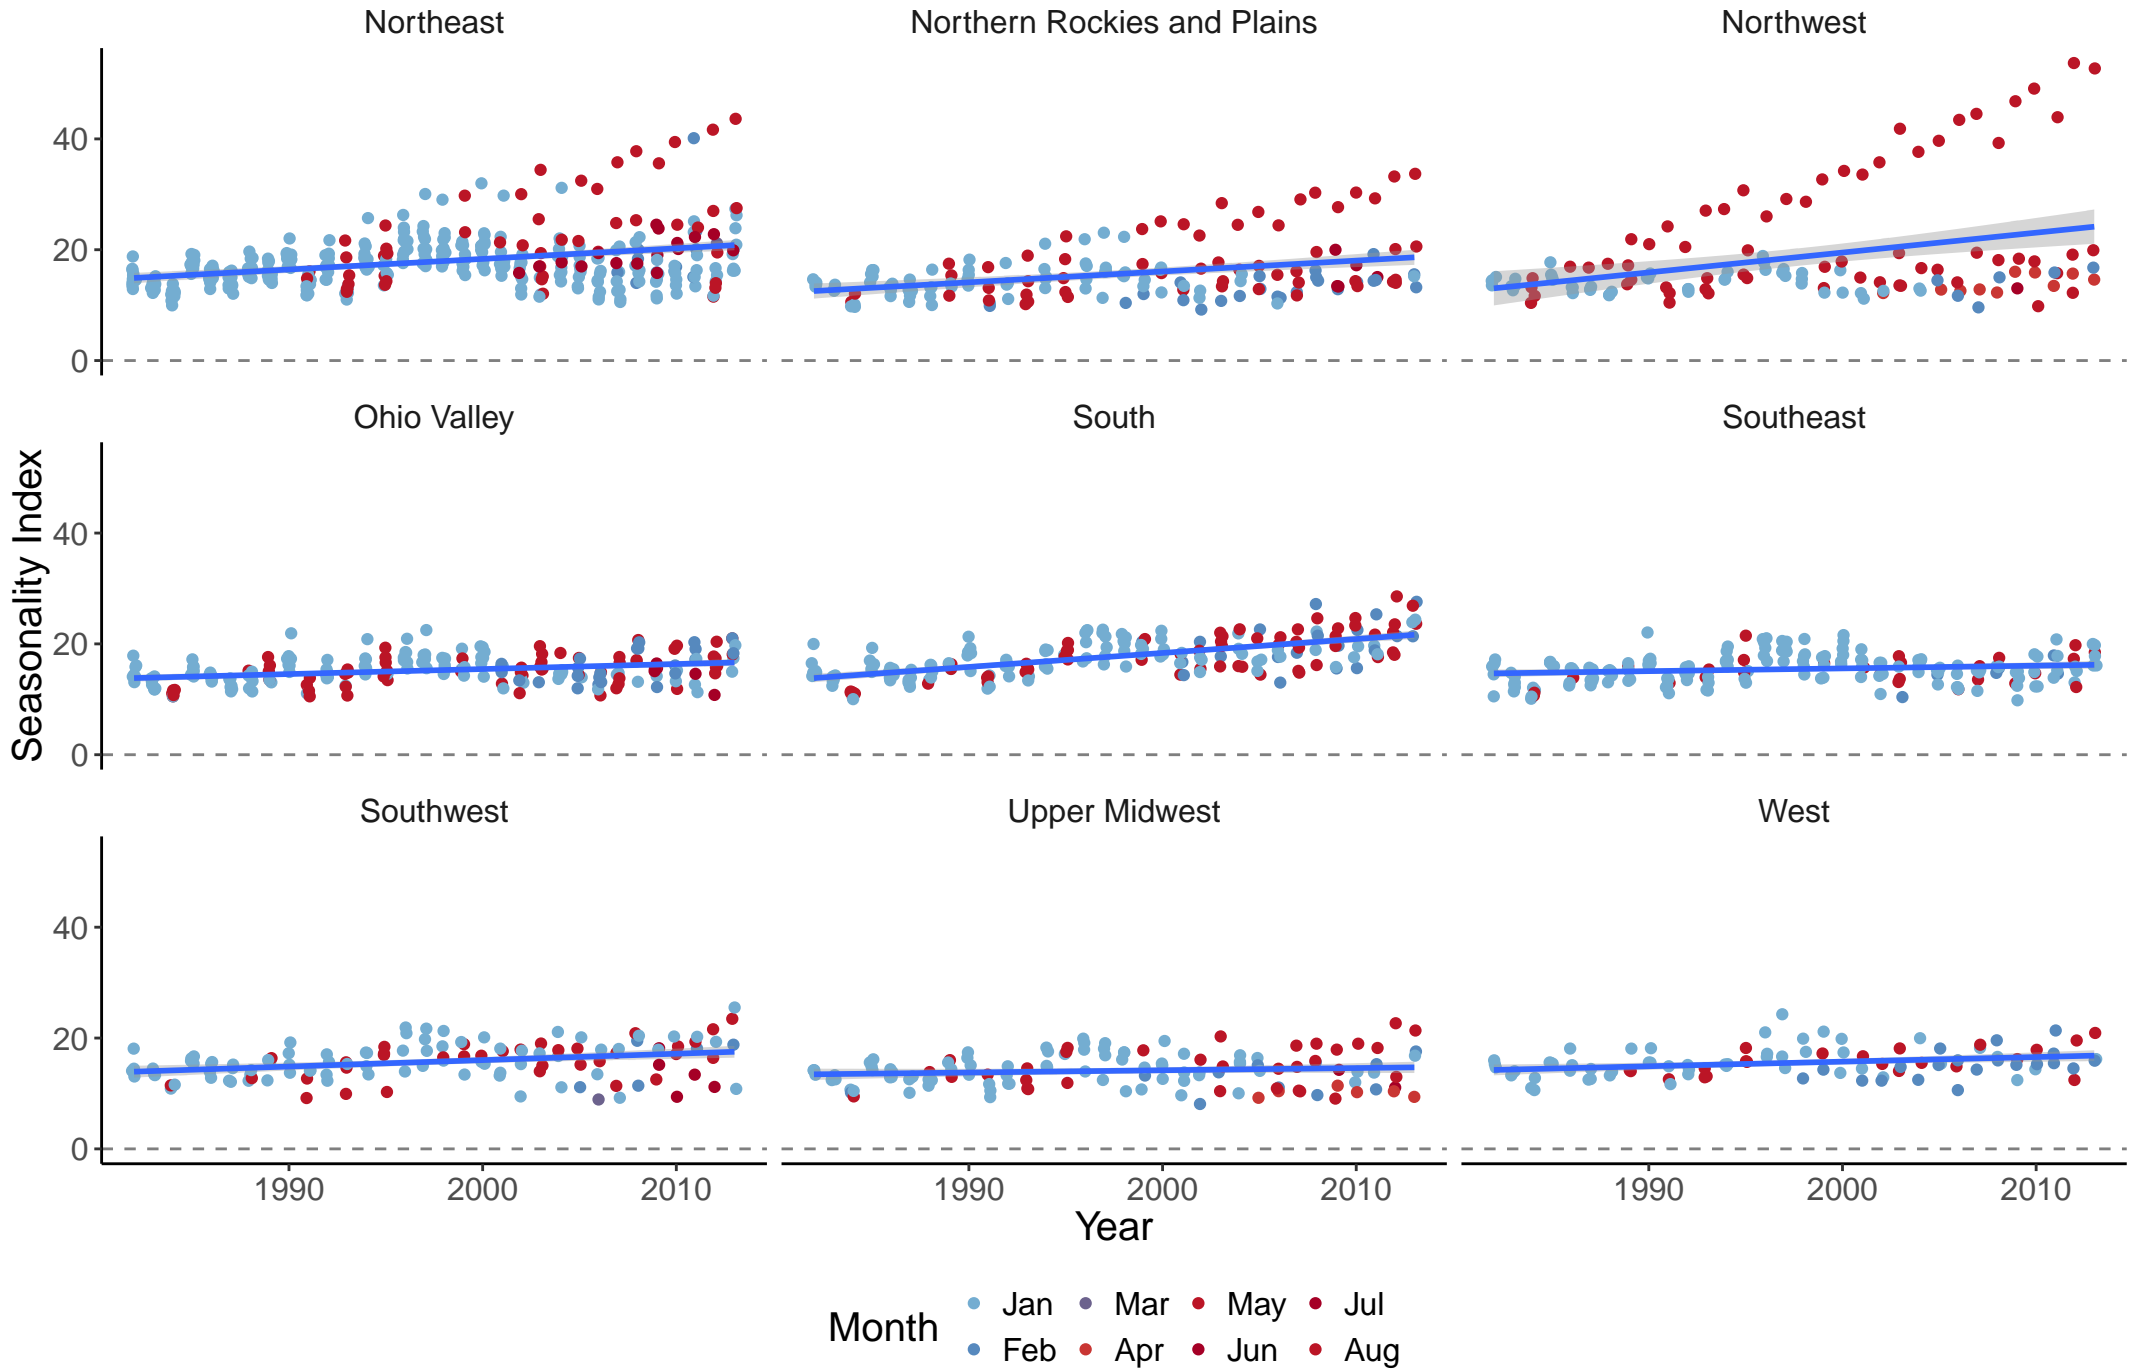 Northeast Northern Rockies and Plains Northwest
40
20
0
Ohio Valley South Southeast
Seasonality Index
40
20
0
Southwest Upper Midwest West
40
20
0
1990 2000 2010 1990 2000 2010 1990 2000 2010
Year
Month
Jan Mar May Jul
Feb Apr Jun Aug